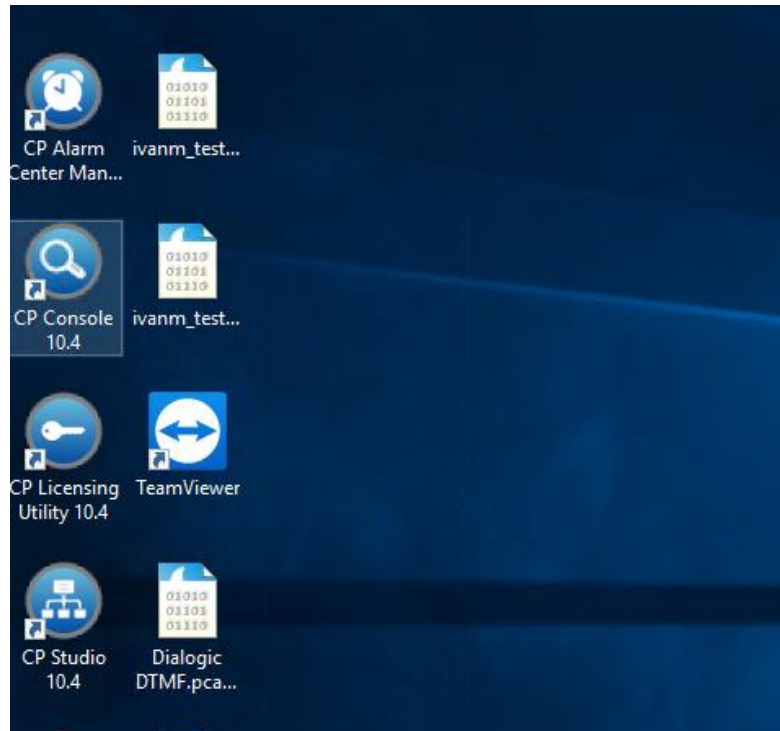 CP Alarm
Center Man...
ivanm_test...
CP Console
10.4
ivanm_test...
CP Licensing
Utility 10.4
TeamViewer
CP Studio
10.4
Dialogic
DTMF.pca...